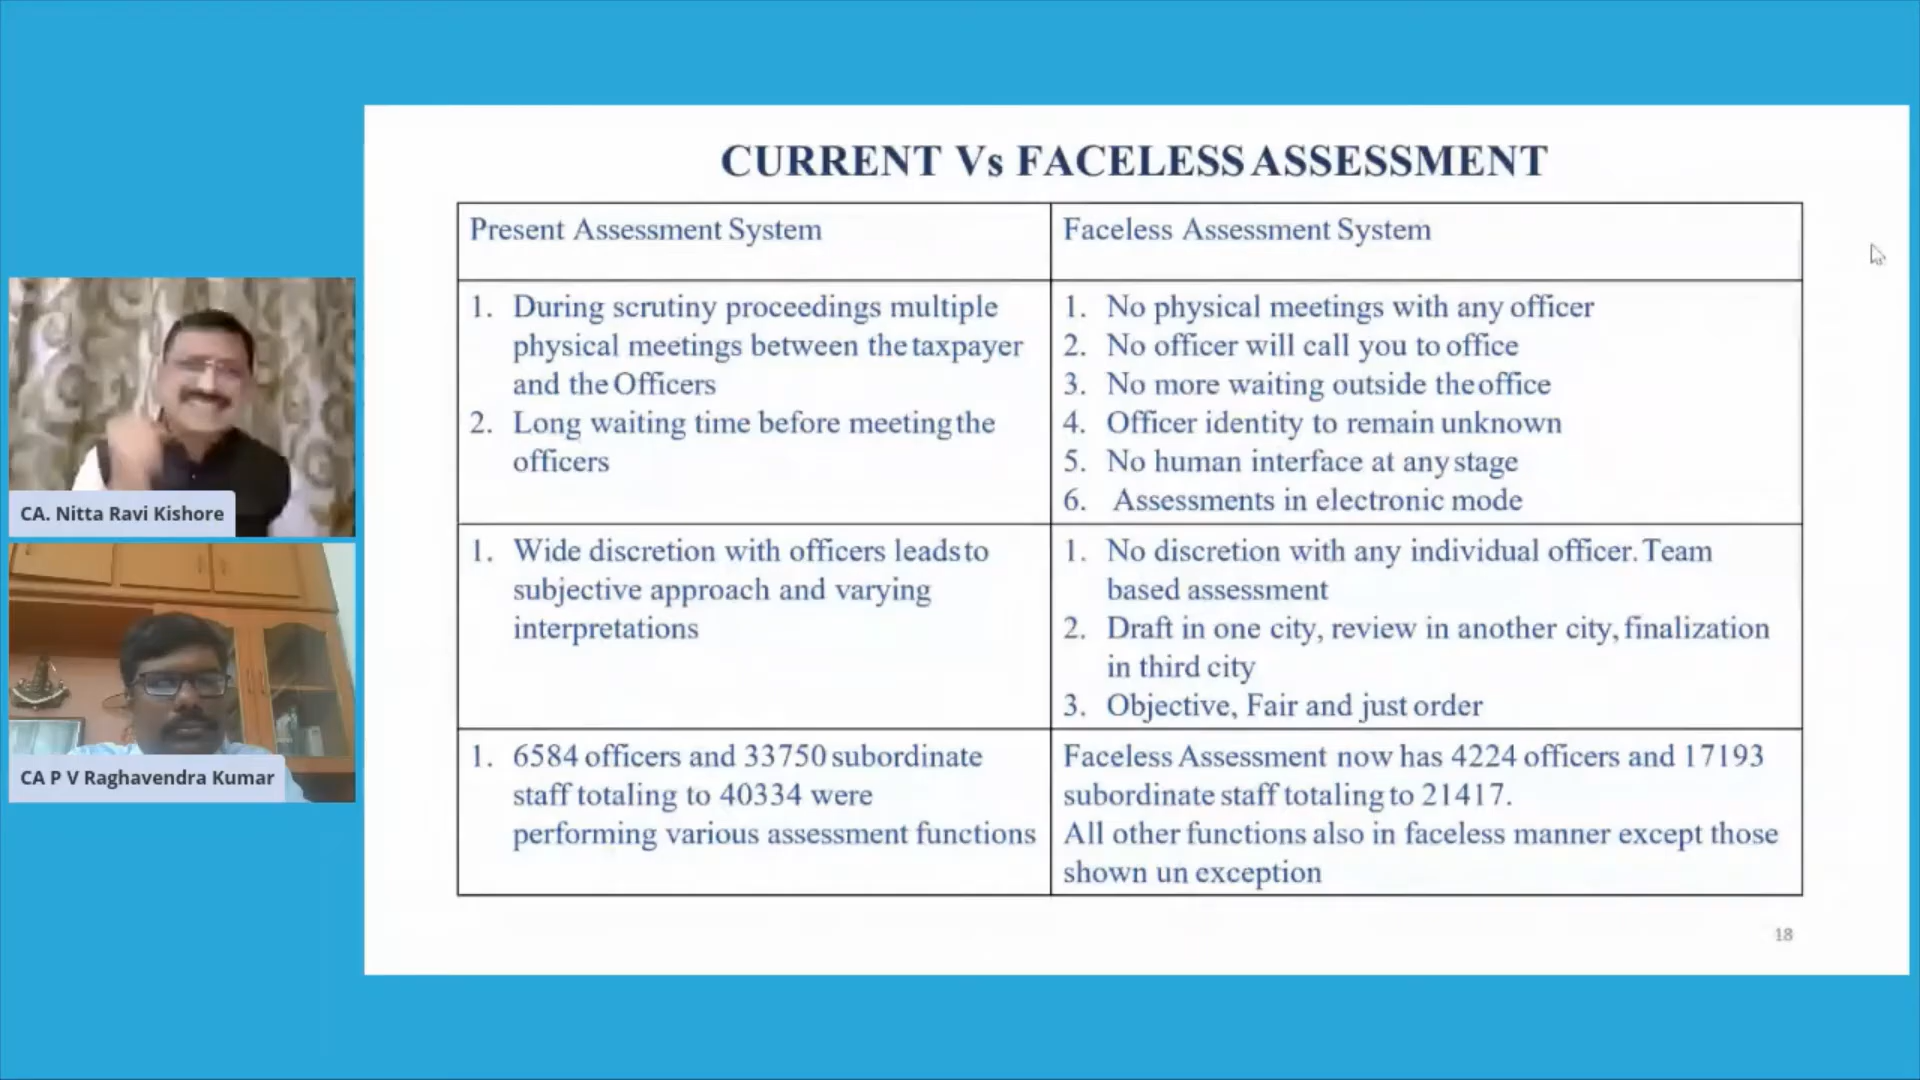 CURRENT Vs FACELESS ASSESSMENT
Present Assessment System
Faceless Assessment System
1. During scrutiny proceedings multiple
physical meetings between the taxpayer
and the Officers
2. Long waiting time before meeting the
officers
1. No physical meetings with any officer
2. No officer will call you to office
3. No more waiting outside the office
4. Officer identity to remain unknown
5. No human interface at any stage
6. Assessments in electronic mode
1. Wide discretion with officers leads to
subjective approach and varying
interpretations
1. No discretion with any individual officer. Team
based assessment
2. Draft in one city, review in another city, finalization
in third city
3. Objective, Fair and just order
1. 6584 officers and 33750 subordinate
staff totaling to 40334 were
performing various assessment functions
Faceless Assessment now has 4224 officers and 17193
subordinate staff totaling to 21417.
All other functions also in faceless manner except those
shown un exception
18
CA. Nitta Ravi Kishore
CA P V Raghavendra Kumar